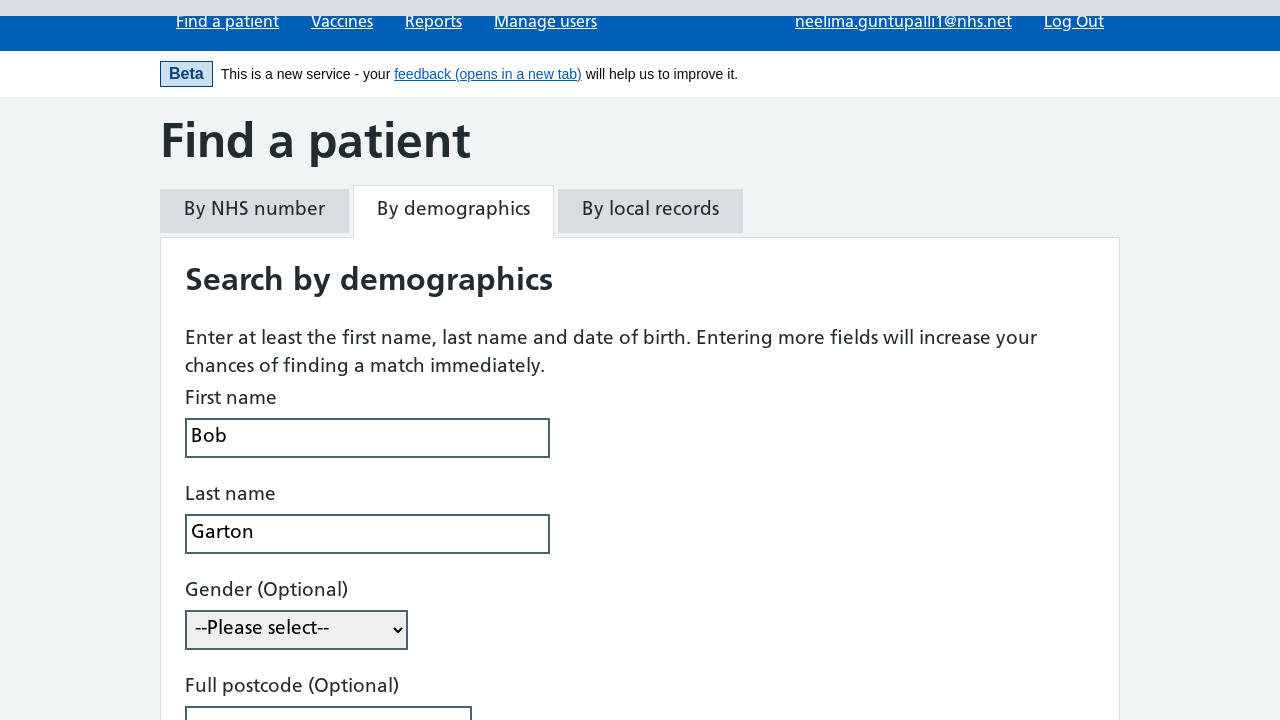 Find a patient Vaccines Reports Manage users neelima.guntupalli1@nhs.net Log Out
Beta This is a new service - your feedback (opens in a new tab) will help us to improve it.
Find a patient
By NHS number By demographics By local records
Search by demographics
Enter at least the first name, last name and date of birth. Entering more fields will increase your
chances of finding a match immediately.
First name
Bob
Last name
Garton
Gender (Optional)
--Please select--
Full postcode (Optional)